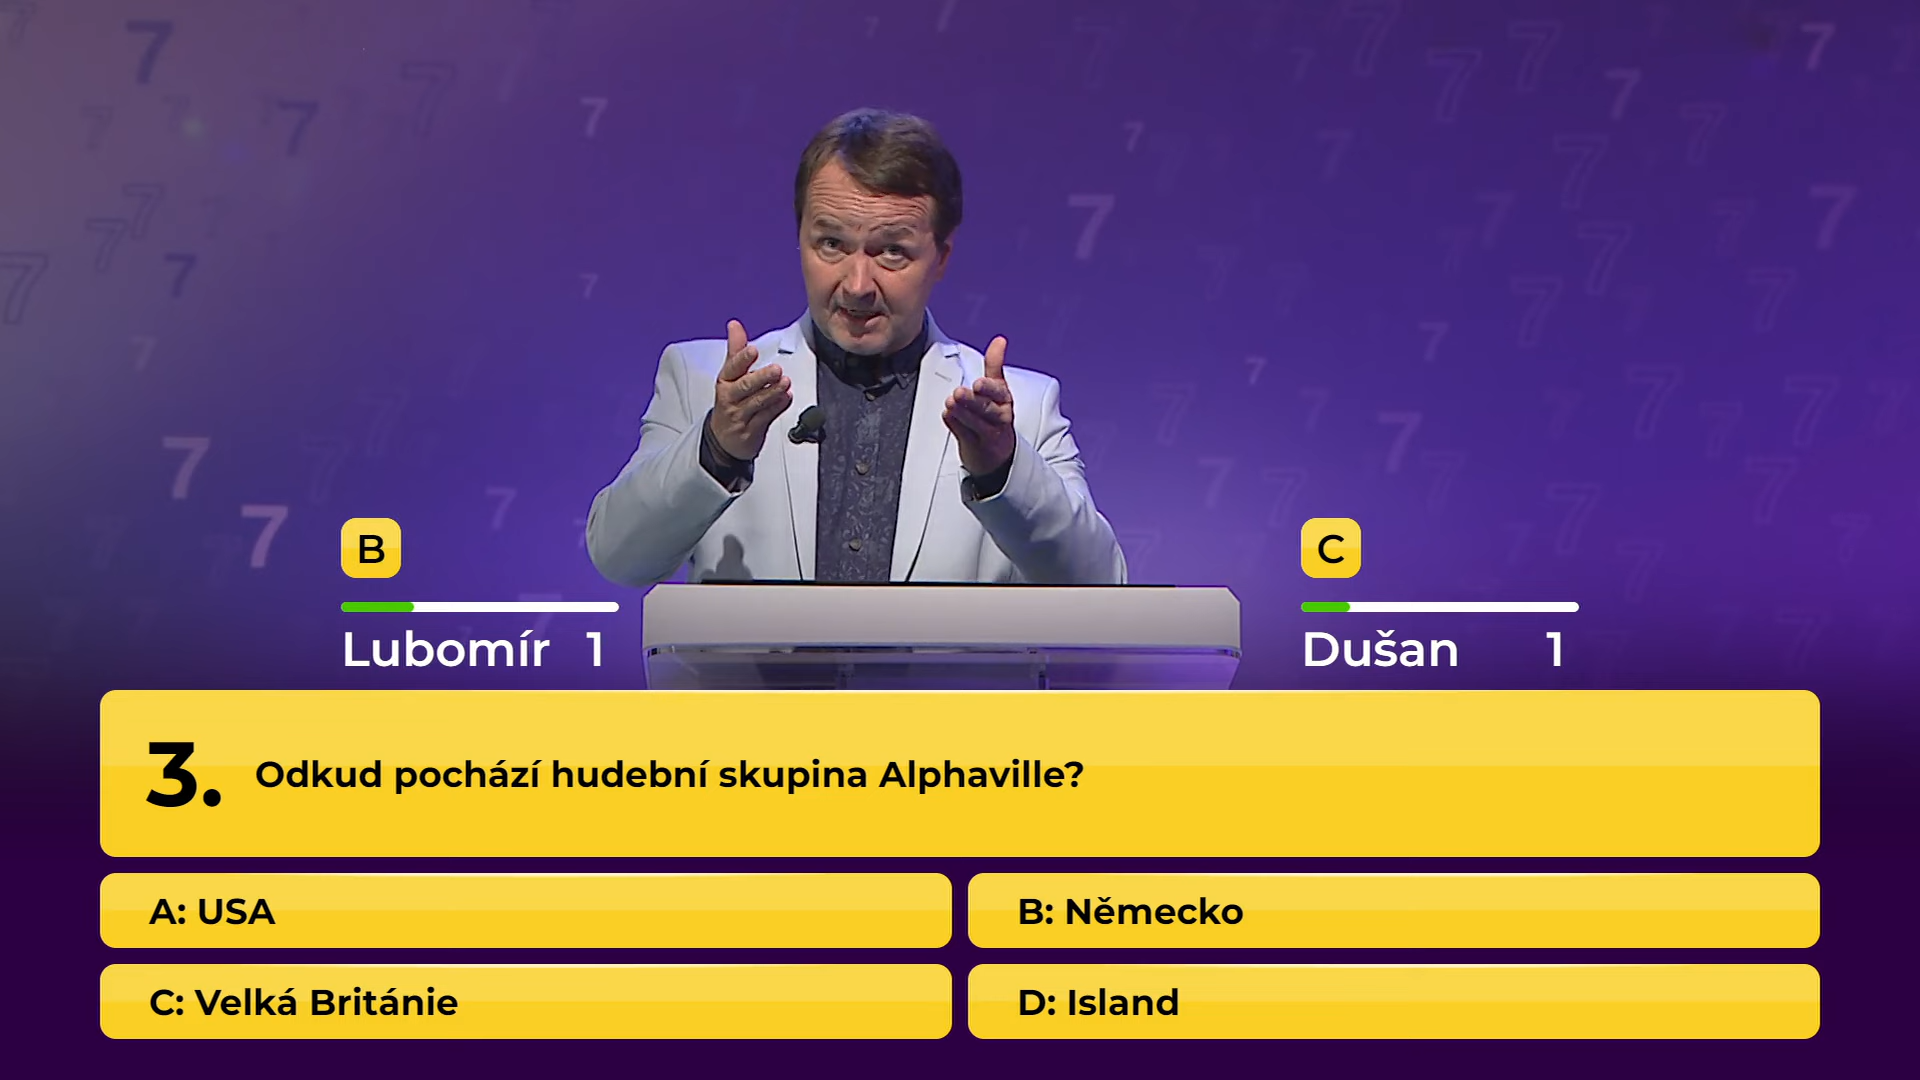 B
C
Lubomír 1
Dušan 1
3. Odkud pochází hudební skupina Alphaville?
A: USA
B: Německo
C: Velká Británie
D: Island